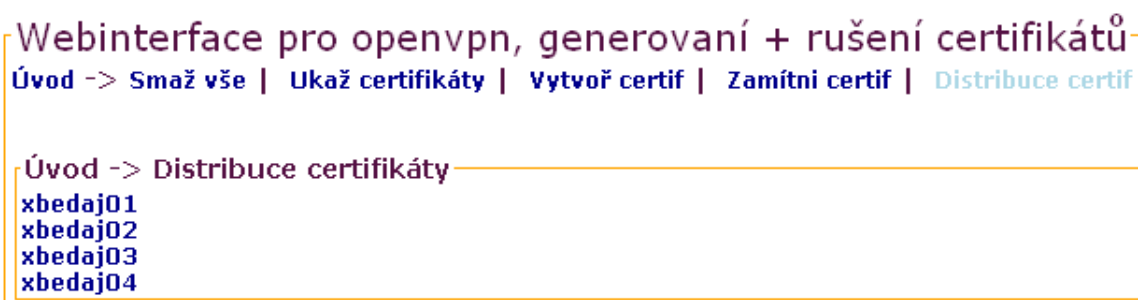 Webinterface pro openvpn, generovaní + rušení certifikátů
Úvod -> Smaž vše | Ukaž certifikáty | Vytvoř certif | Zamítni certif | Distribuce certif
Úvod -> Distribuce certifikáty
xbedaj01
xbedaj02
xbedaj03
xbedaj04